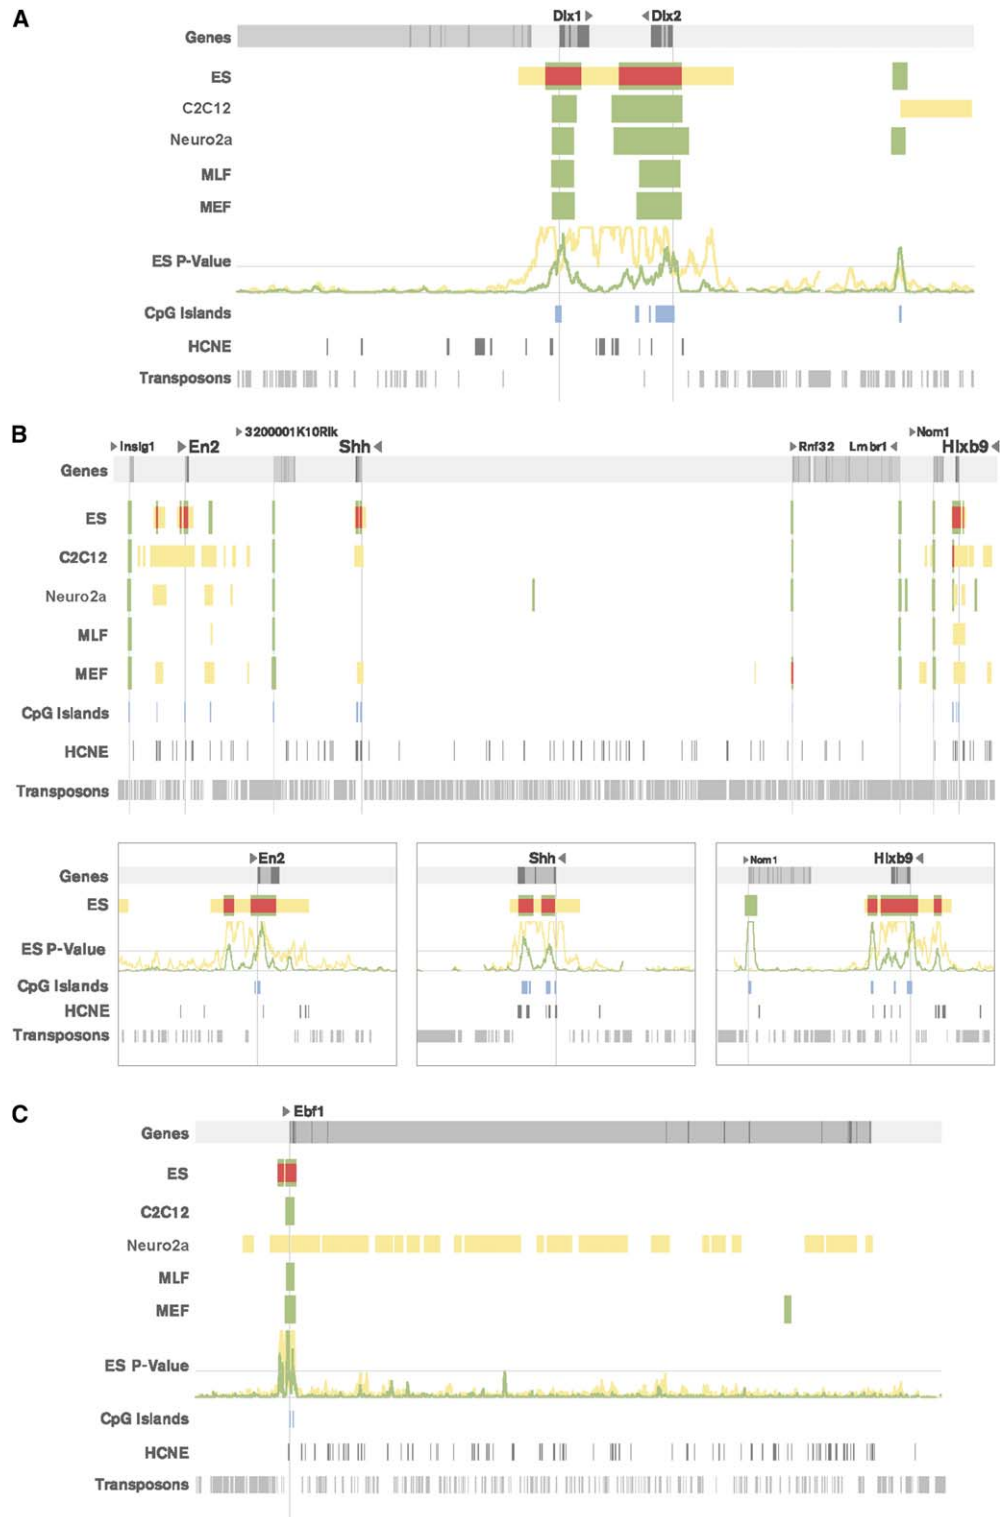 A
Dlx1 Dlx2
Genes
ES
C2C12
Neuro2a
MLF
MEF
ES P-Value
CpG Islands
HCNE
Transposons
B
3200001K10Rik
Insig1 En2 Shh Rnf32 Lmbr1 Nom1 Hlxb9
Genes
ES
C2C12
Neuro2a
MLF
MEF
CpG Islands
HCNE
Transposons
En2 Shh Nom1 Hlxb9
Genes
ES
ES P-Value
CpG Islands
HCNE
Transposons
C
Ebf1
Genes
ES
C2C12
Neuro2a
MLF
MEF
ES P-Value
CpG Islands
HCNE
Transposons